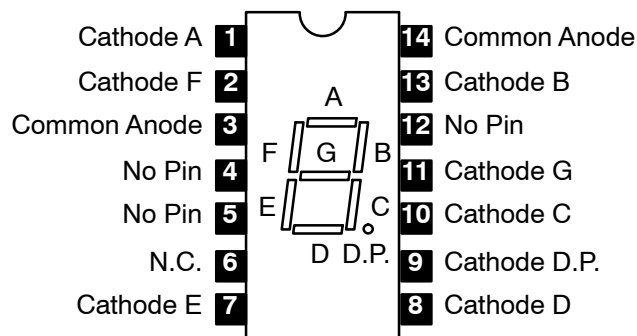 Cathode A 1 14 Common Anode
Cathode F 2 13 Cathode B
A
Common Anode 3 12 No Pin
F G B
No Pin 4 11 Cathode G
No Pin 5 10 Cathode C
E C
D D.P.
N.C. 6 9 Cathode D.P.
Cathode E 7 8 Cathode D